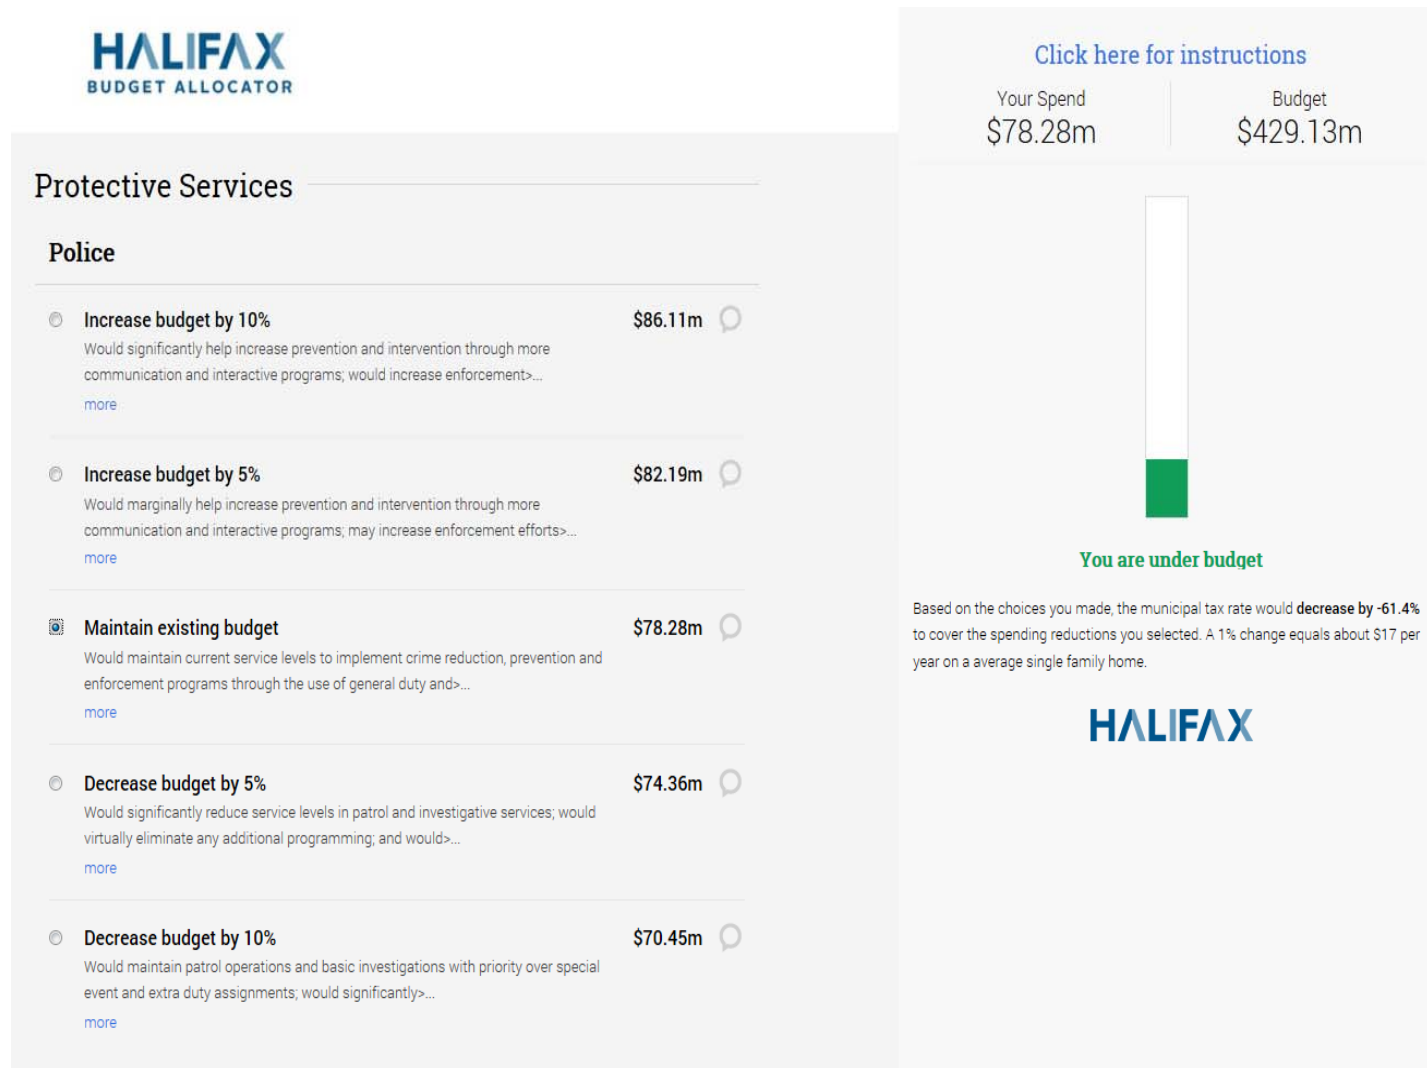 HALIFAX
BUDGET ALLOCATOR
Protective Services
Police
Increase budget by 10% $86.11m
Would significantly help increase prevention and intervention through more
communication and interactive programs; would increase enforcement>...
more
Increase budget by 5% $82.19m
Would marginally help increase prevention and intervention through more
communication and interactive programs; may increase enforcement efforts>...
more
Maintain existing budget $78.28m
Would maintain current service levels to implement crime reduction, prevention and
enforcement programs through the use of general duty and>...
more
Decrease budget by 5% $74.36m
Would significantly reduce service levels in patrol and investigative services; would
virtually eliminate any additional programming; and would>...
more
Decrease budget by 10% $70.45m
Would maintain patrol operations and basic investigations with priority over special
event and extra duty assignments; would significantly>...
more
Click here for instructions
Your Spend Budget
$78.28m $429.13m
You are under budget
Based on the choices you made, the municipal tax rate would decrease by -61.4%
to cover the spending reductions you selected. A 1% change equals about $17 per
year on a average single family home.
HALIFAX